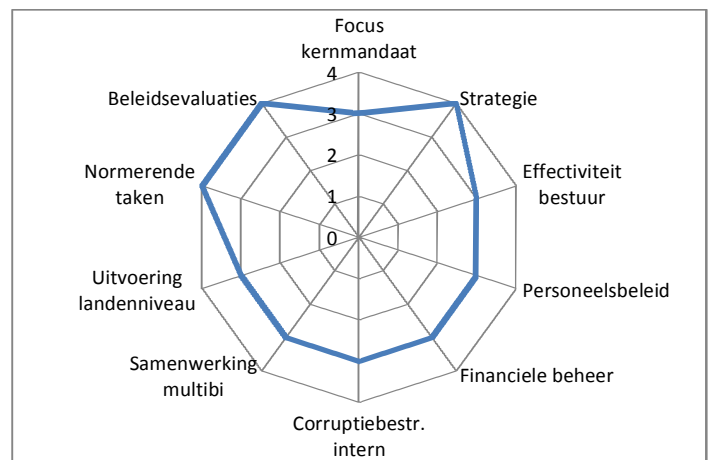 Focus
kernmandaat
Strategie
Effectiviteit
bestuur
Personeelsbeleid
Financiele beheer
Corruptiebestr.
intern
Samenwerking
multibi
Uitvoering
landenniveau
Normerende
taken
Beleidsevaluaties
4
3
2
1
0